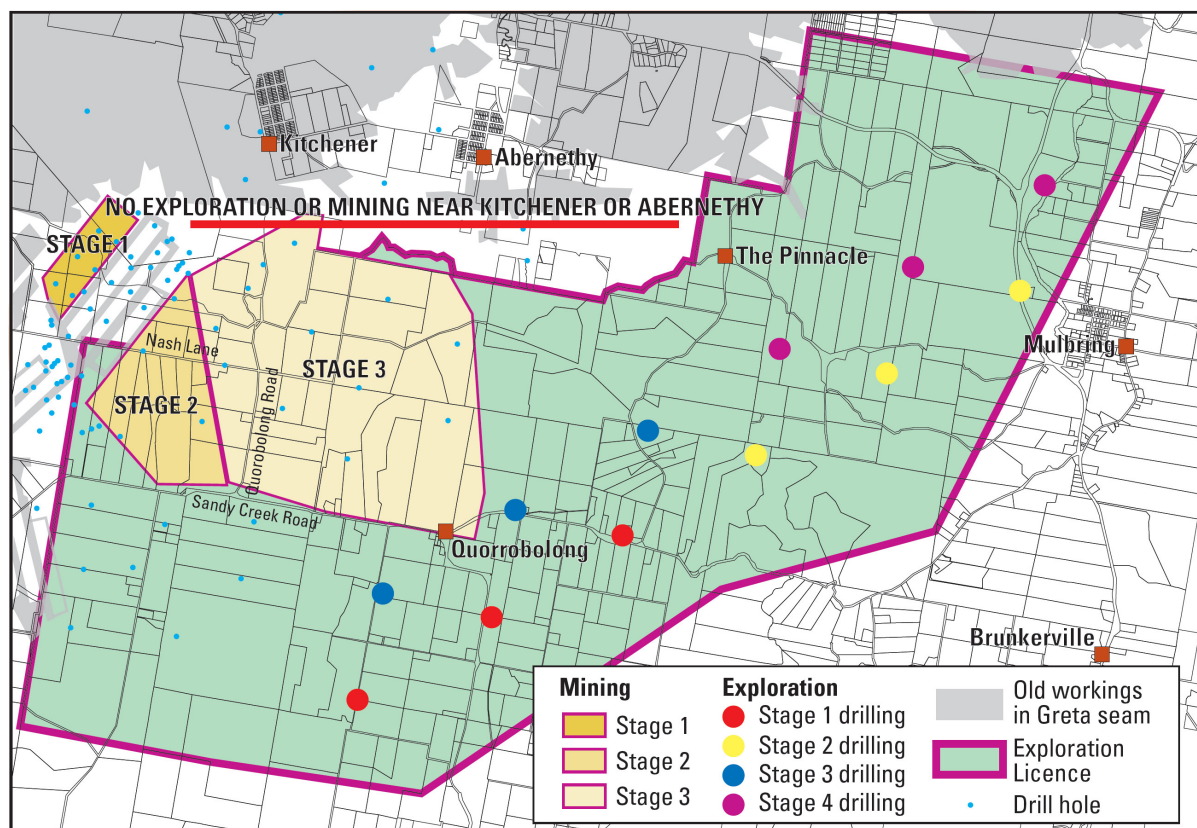 Kitchener
Abernethy
NO EXPLORATION OR MINING NEAR KITCHENER OR ABERNETHY
STAGE 1
The Pinnacle
Nash Lane
STAGE 3
Mulbring
STAGE 2
Quorobolong Road
Sandy Creek Road
Quorrobolong
Brunkerville
Mining
Stage 1
Stage 2
Stage 3
Exploration
Stage 1 drilling
Stage 2 drilling
Stage 3 drilling
Stage 4 drilling
Old workings
in Greta seam
Exploration
Licence
Drill hole